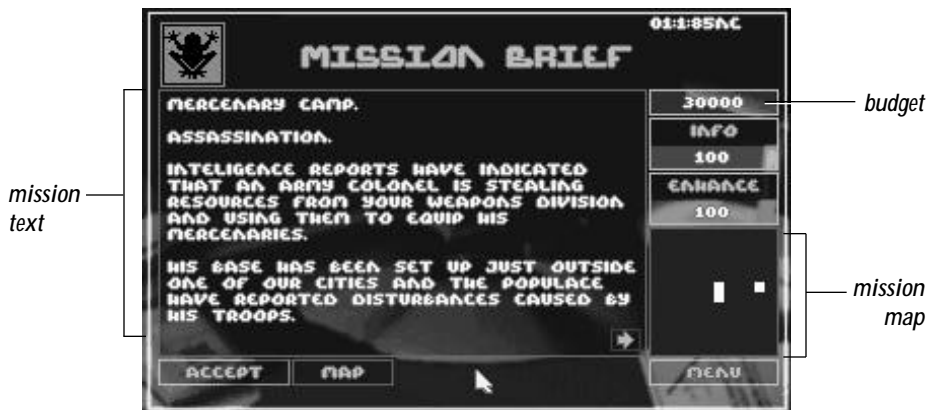 01:1:85NC
MISSION BRIEF
MERCENARY CAMP.
ASSASSINATION.
INTELIGENCE REPORTS HAVE INDICATED
THAT AN ARMY COLONEL IS STEALING
RESOURCES FROM YOUR WEAPONS DIVISION
AND USING THEM TO EQUIP HIS
MERCENARIES.
HIS BASE HAS BEEN SET UP JUST OUTSIDE
ONE OF OUR CITIES AND THE POPULACE
HAVE REPORTED DISTURBANCES CAUSED BY
HIS TROOPS.
30000
INFO
100
ENHANCE
100
ACCEPT
MAP
MENU
mission
text
budget
mission
map